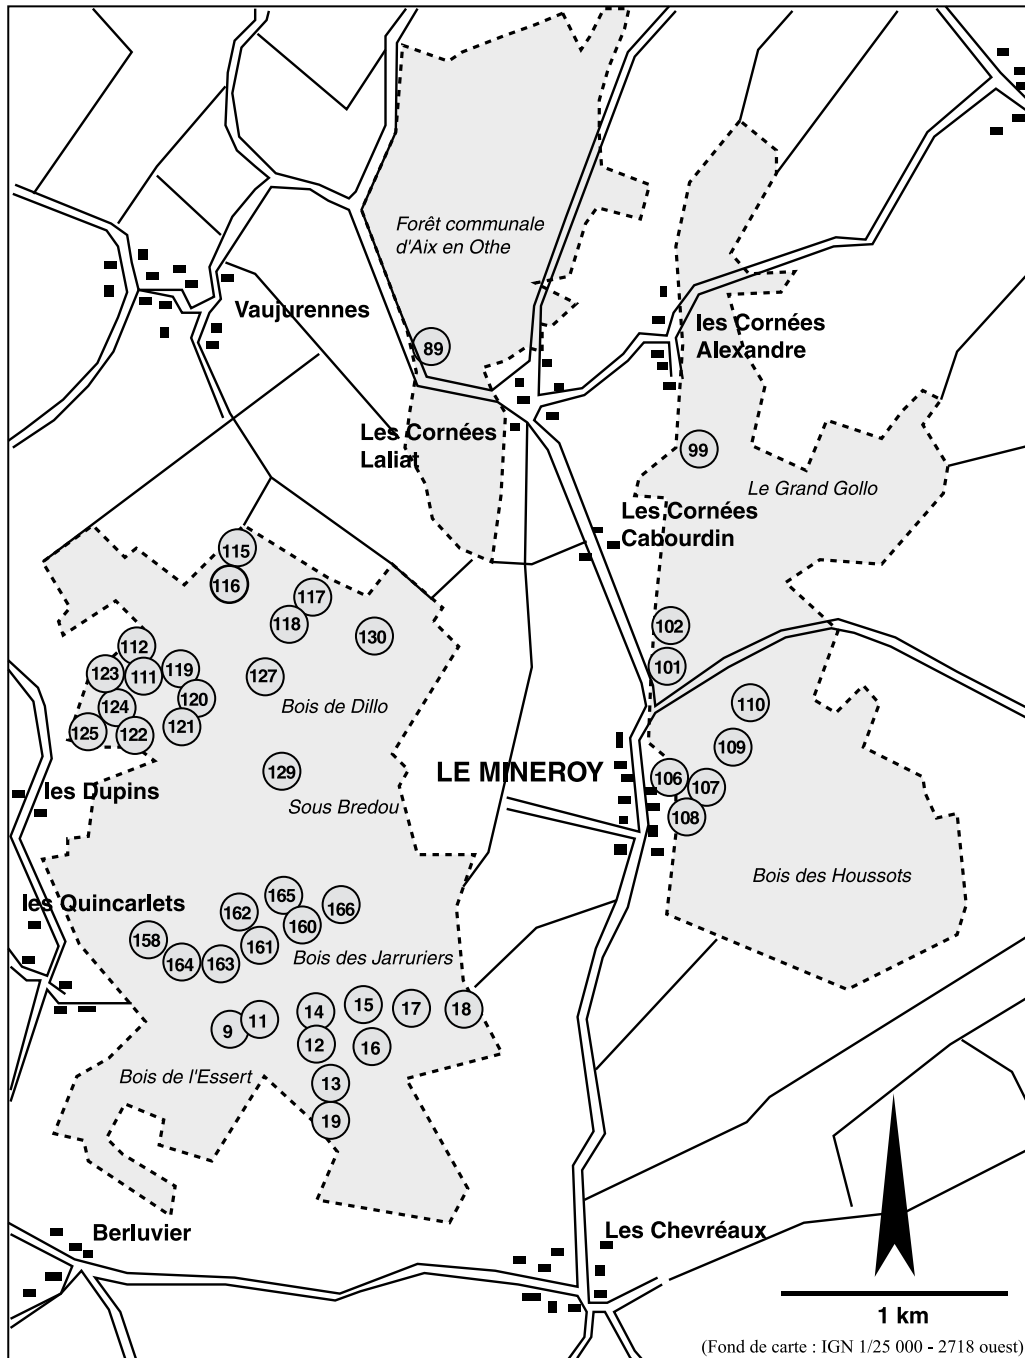 Forêt communale
d'Aix en Othe
Vaujurennes
les Cornées
Alexandre
89
Les Cornées
Laliat
99
Le Grand Gollo
Les Cornées
Cabourdin
115
116
117
118
130
102
112
101
123
111
119
127
120
Bois de Dillo
110
124
125
122
121
109
129
LE MINEROY
106
107
les Dupins
Sous Bredou
108
Bois des Houssots
les Quincarlets
165
162
166
160
158
161
Bois des Jarruriers
164
163
9
11
14
15
17
18
12
16
Bois de l'Essert
13
19
Berluvier
Les Chevréaux
1 km
(Fond de carte : IGN 1/25 000 - 2718 ouest)